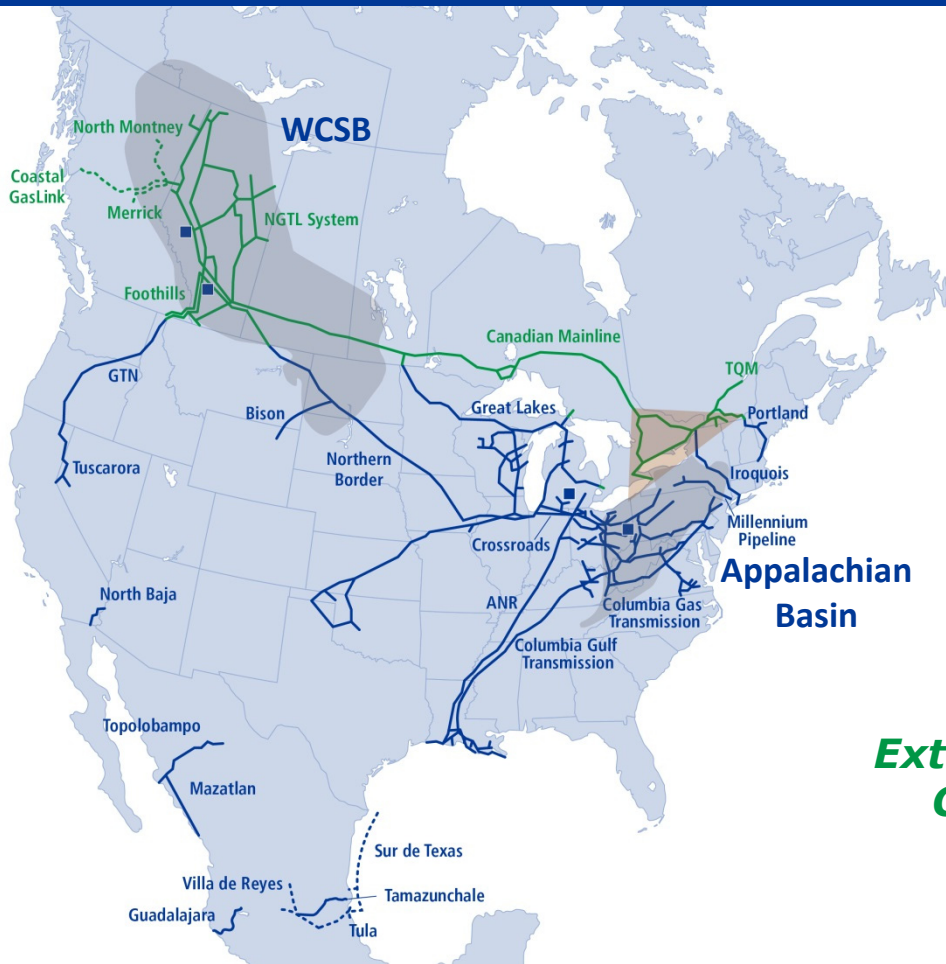 WCSB
North Montney
Coastal
GasLink
Merrick
NGTL System
Foothills
Canadian Mainline
TQM
GTN
Great Lakes
Portland
Bison
Tuscarora
Northern
Border
Iroquois
Millennium
Pipeline
Crossroads
Appalachian
Basin
North Baja
ANR
Columbia Gas
Transmission
Columbia Gulf
Transmission
Topolobampo
Mazatlan
Sur de Texas
Villa de Reyes
Tamazunchale
Guadalajara
Tula
Ext